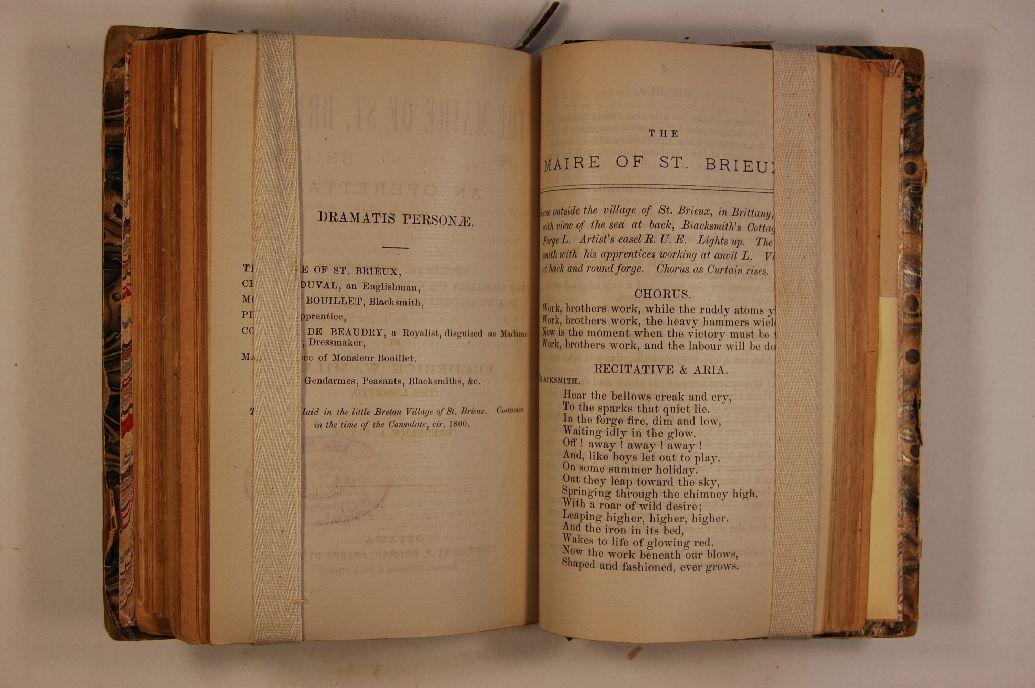 DRAMATIS PERSONÆ.
E OF ST. BRIEUX,
DUVAL, an Englishman,
BOUILLET, Blacksmith,
pprentice,
DE BEAUDRY, a Royalist, disguised as Madame
, Dressmaker,
ce of Monsieur Bouillet.
Gendarmes, Peasants, Blacksmiths, &c.
laid in the little Breton Village of St. Brieux. Costumes
in the time of the Consulate, cir. 1800.
THE
MAIRE OF ST. BRIEUX
outside the village of St. Brieux, in Brittany,
with view of the sea at back, Blacksmith's Cottag
Forge L. Artist's easel R. U. E. Lights up. The
smith with his apprentices working at anvil L.
at back and round forge. Chorus as Curtain rises.
CHORUS.
Work, brothers work, while the ruddy atoms y
Work, brothers work, the heavy hammers wiel
Now is the moment when the victory must be
Work, brothers work, and the labour will be do
RECITATIVE & ARIA.
BLACKSMITH.
Hear the bellows creak and cry,
To the sparks that quiet lie.
In the forge fire, dim and low,
Waiting idly in the glow.
Off ! away ! away ! away !
And, like boys let out to play,
On some summer holiday.
Out they leap toward the sky,
Springing through the chimney high,
With a roar of wild desire;
Leaping higher, higher, higher.
And the iron in its bed,
Wakes to life of glowing red.
Now the work beneath our blows,
Shaped and fashioned, ever grows.